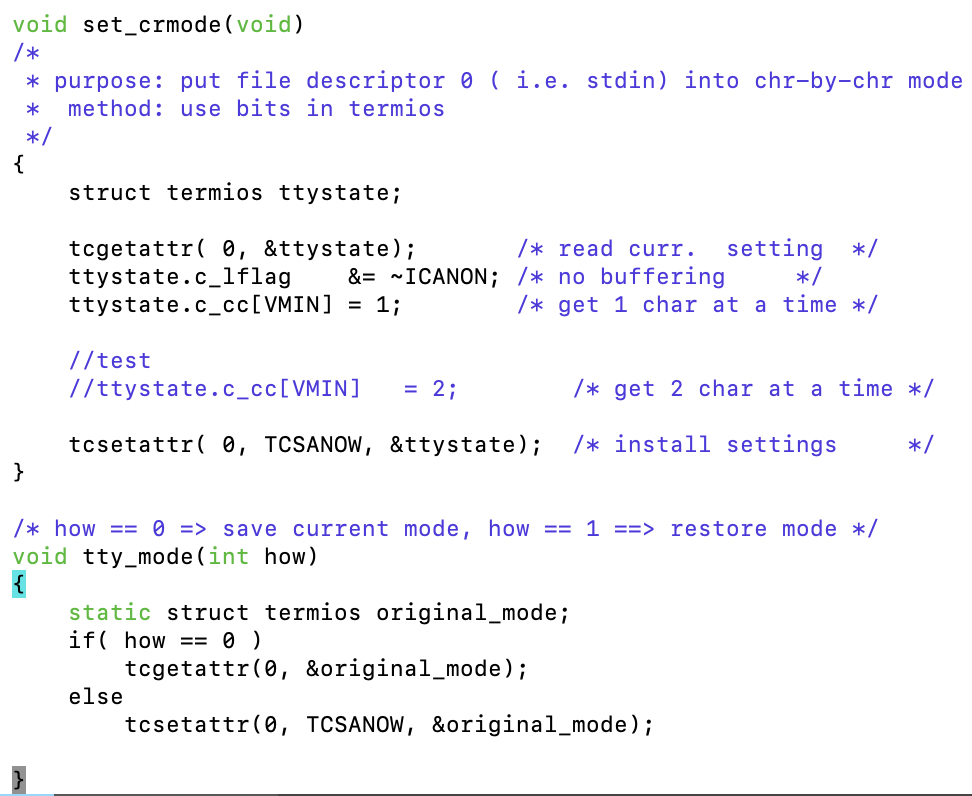 void set_crmode(void)
/*
 * purpose: put file descriptor 0 ( i.e. stdin) into chr-by-chr mode
 *  method: use bits in termios
 */
{
    struct termios ttystate;

    tcgetattr( 0, &ttystate);       /* read curr.  setting  */
    ttystate.c_lflag    &= ~ICANON; /* no buffering     */
    ttystate.c_cc[VMIN] = 1;        /* get 1 char at a time */

    //test
    //ttystate.c_cc[VMIN]   = 2;        /* get 2 char at a time */

    tcsetattr( 0, TCSANOW, &ttystate);  /* install settings     */
}

/* how == 0 => save current mode, how == 1 ==> restore mode */
void tty_mode(int how)
{
    static struct termios original_mode;
    if( how == 0 )
        tcgetattr(0, &original_mode);
    else
        tcsetattr(0, TCSANOW, &original_mode);

}